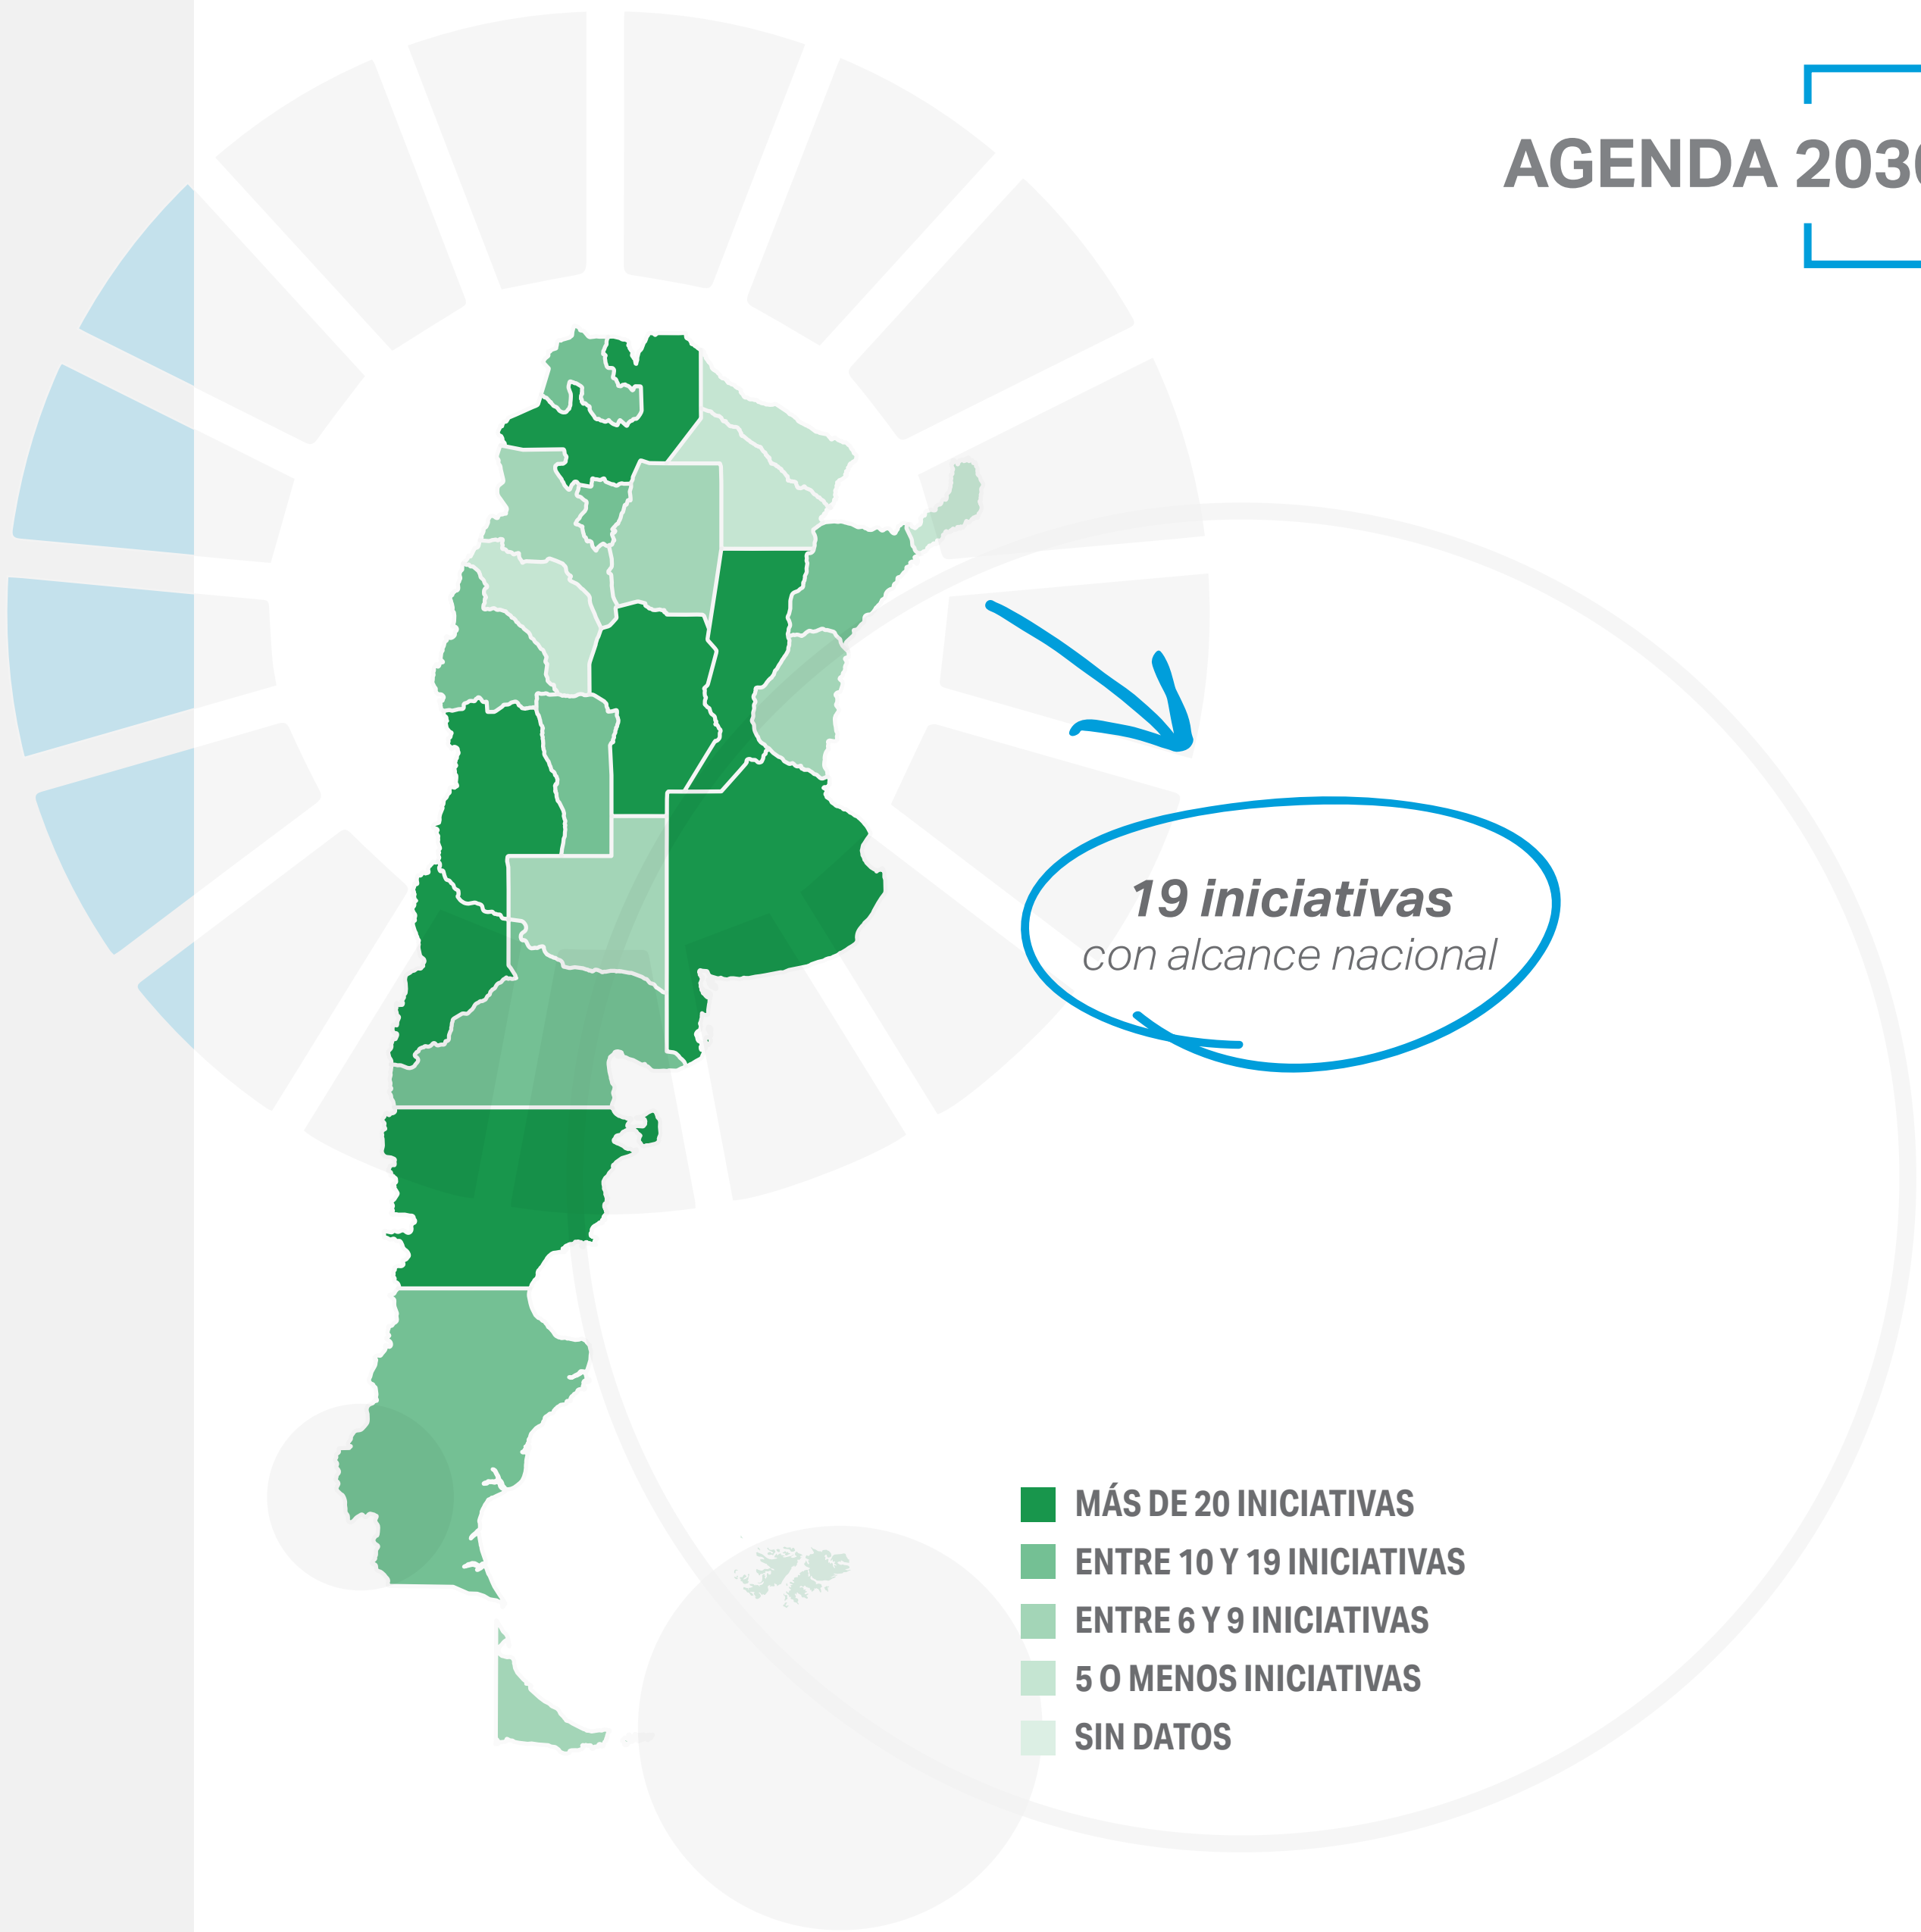 AGENDA 2030
19 iniciativas
con alcance nacional
MÁS DE 20 INICIATIVAS
ENTRE 10 Y 19 INICIATIVAS
ENTRE 6 Y 9 INICIATIVAS
5 O MENOS INICIATIVAS
SIN DATOS